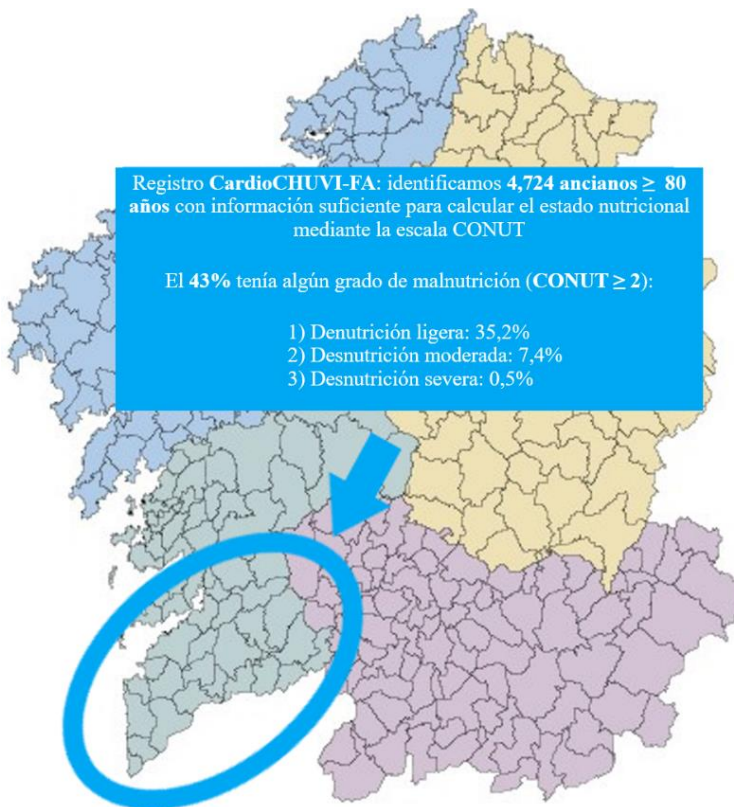 Registro CardioCHUVI-FA: identificamos 4,724 ancianos ≥ 80
años con información suficiente para calcular el estado nutricional
mediante la escala CONUT
El 43% tenía algún grado de malnutrición (CONUT ≥ 2):
1) Denutrición ligera: 35,2%
2) Desnutrición moderada: 7,4%
3) Desnutrición severa: 0,5%